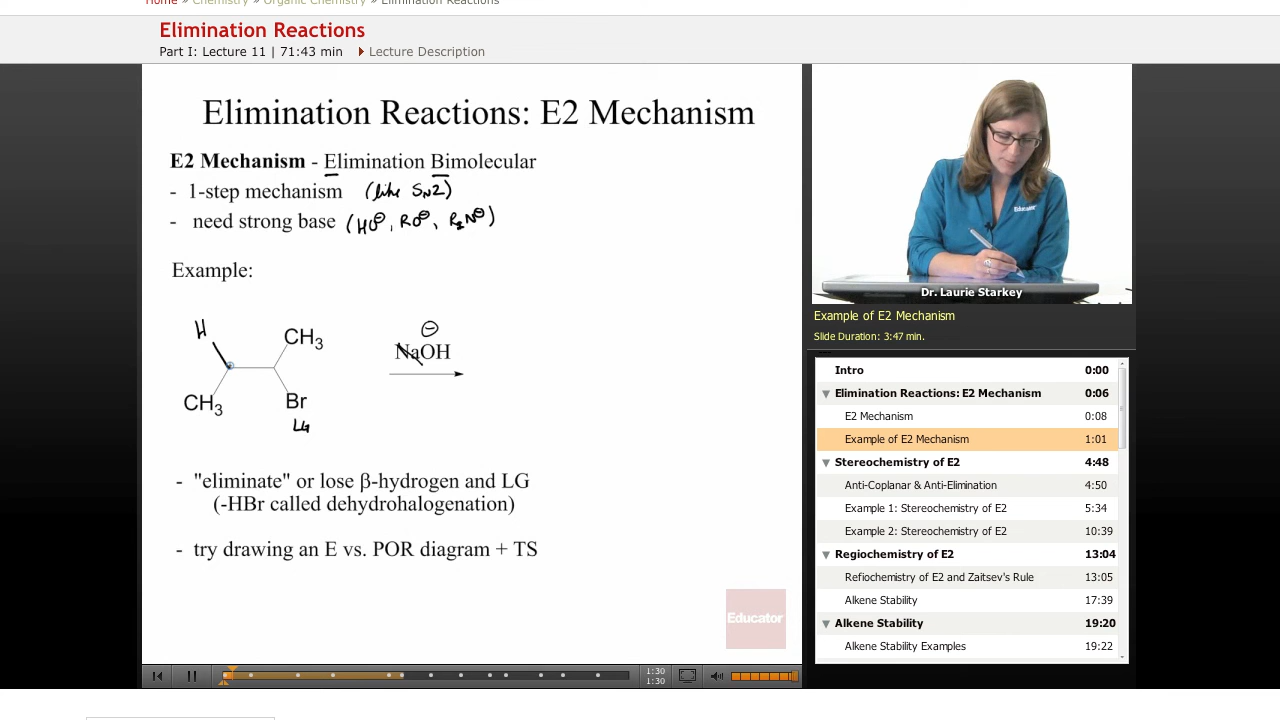 Home » Chemistry » Organic Chemistry » Elimination Reactions
Elimination Reactions
Part I: Lecture 11 | 71:43 min Lecture Description
Elimination Reactions: E2 Mechanism
E2 Mechanism - Elimination Bimolecular
- 1-step mechanism (like SN2)
- need strong base (HO⊖, RO⊖, R2N⊖)
Example:
H
CH3
⊖
NaOH
CH3
Br
LG
- "eliminate" or lose β-hydrogen and LG
(-HBr called dehydrohalogenation)
- try drawing an E vs. POR diagram + TS
Educator
1:30
1:30
Educator
Dr. Laurie Starkey
Example of E2 Mechanism
Slide Duration: 3:47 min.
Intro 0:00
Elimination Reactions: E2 Mechanism 0:06
E2 Mechanism 0:08
Example of E2 Mechanism 1:01
Stereochemistry of E2 4:48
Anti-Coplanar & Anti-Elimination 4:50
Example 1: Stereochemistry of E2 5:34
Example 2: Stereochemistry of E2 10:39
Regiochemistry of E2 13:04
Refiochemistry of E2 and Zaitsev's Rule 13:05
Alkene Stability 17:39
Alkene Stability 19:20
Alkene Stability Examples 19:22